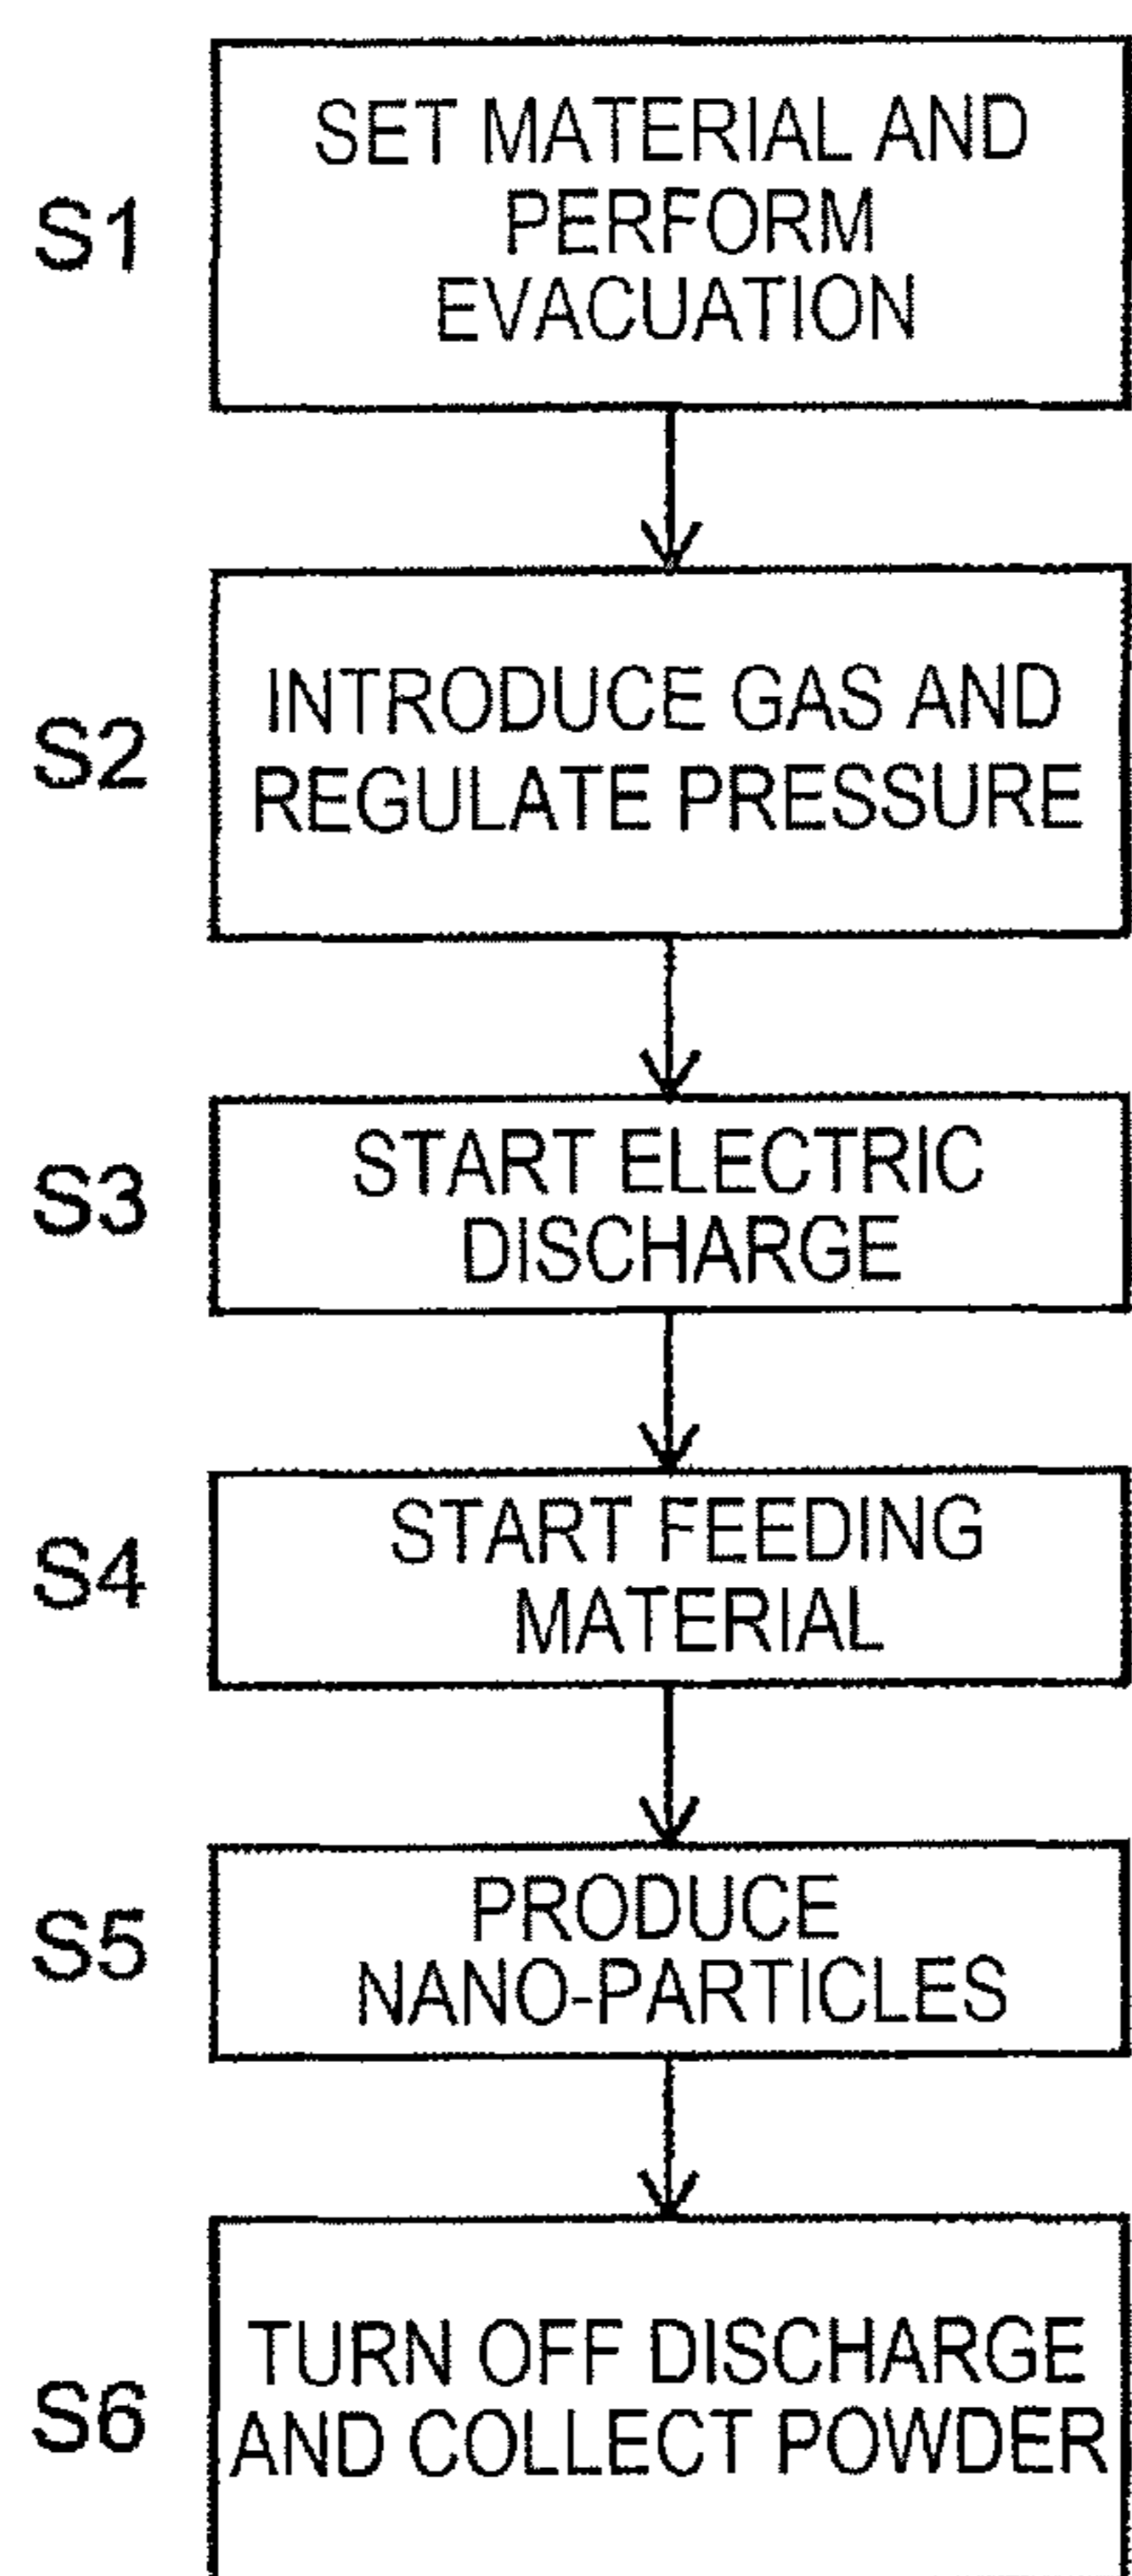 S1
SET MATERIAL AND
PERFORM
EVACUATION
S2
INTRODUCE GAS AND
REGULATE PRESSURE
S3
START ELECTRIC
DISCHARGE
S4
START FEEDING
MATERIAL
S5
PRODUCE
NANO-PARTICLES
S6
TURN OFF DISCHARGE
AND COLLECT POWDER